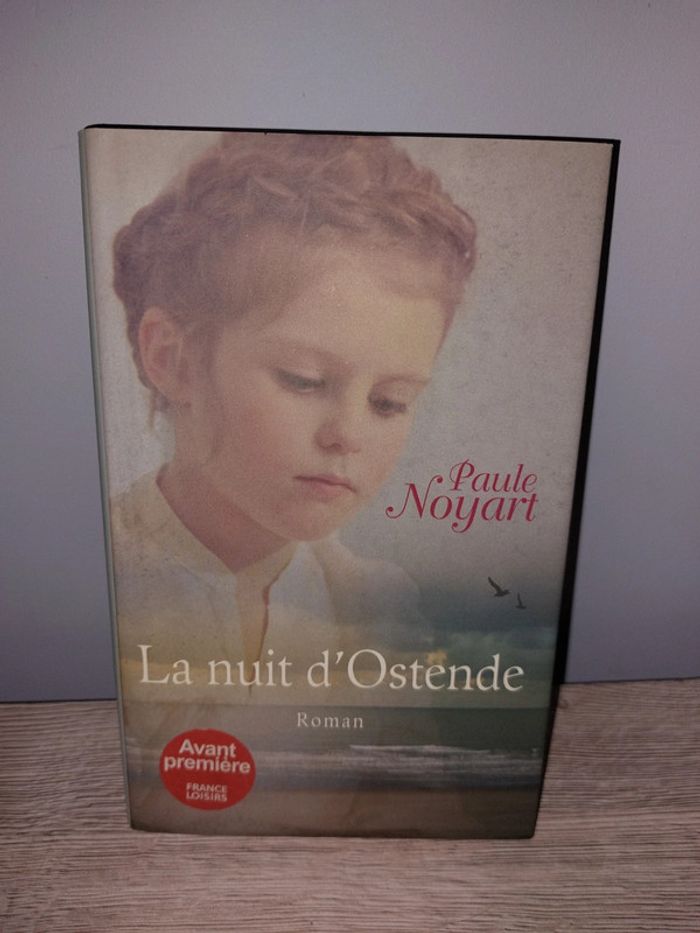 Paule
Noyart
La nuit d'Ostende
Roman
Avant
première
FRANCE
LOISIRS